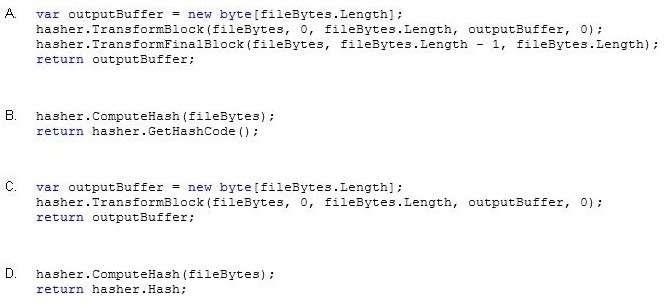 A. var outputBuffer = new byte[fileBytes.Length];
hasher.TransformBlock(fileBytes, 0, fileBytes.Length, outputBuffer, 0);
hasher.TransformFinalBlock(fileBytes, fileBytes.Length - 1, fileBytes.Length);
return outputBuffer;
B. hasher.ComputeHash(fileBytes);
return hasher.GetHashCode();
C. var outputBuffer = new byte[fileBytes.Length];
hasher.TransformBlock(fileBytes, 0, fileBytes.Length, outputBuffer, 0);
return outputBuffer;
D. hasher.ComputeHash(fileBytes);
return hasher.Hash;